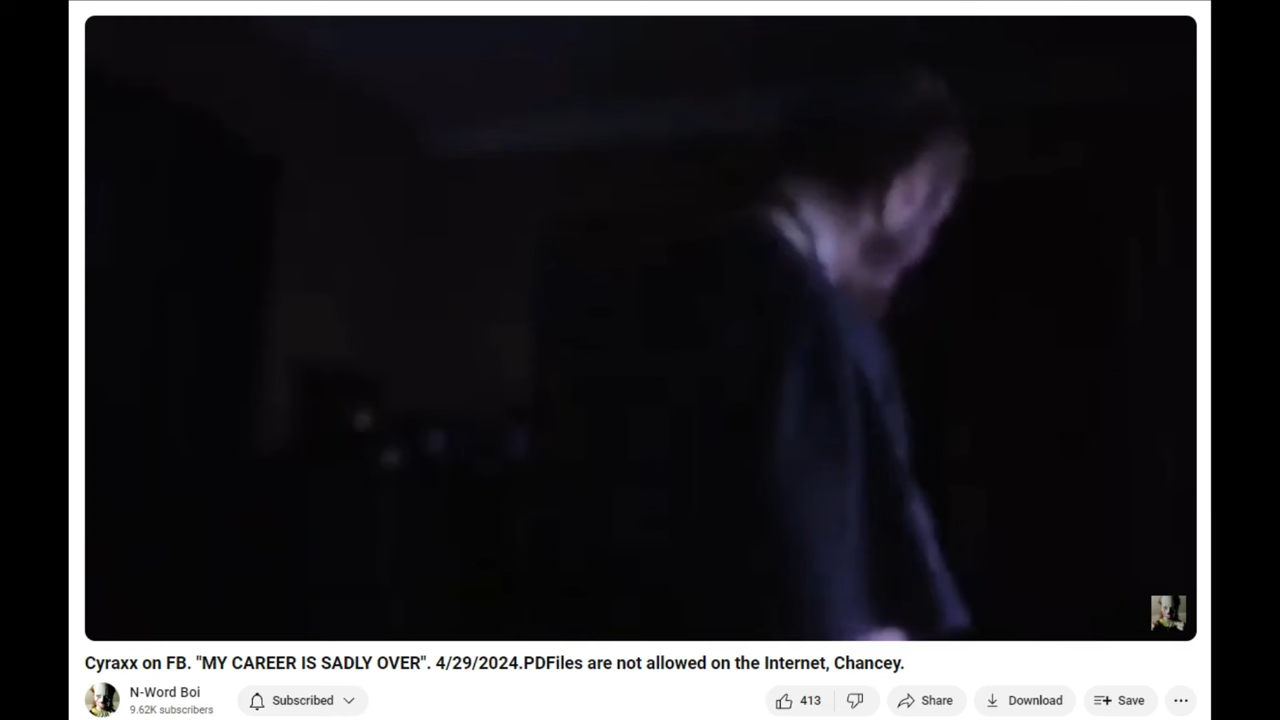 Cyraxx on FB. "MY CAREER IS SADLY OVER". 4/29/2024.PDFiles are not allowed on the Internet, Chancey.
N-Word Boi
9.62K subscribers
Subscribed
413
Share
Download
Save